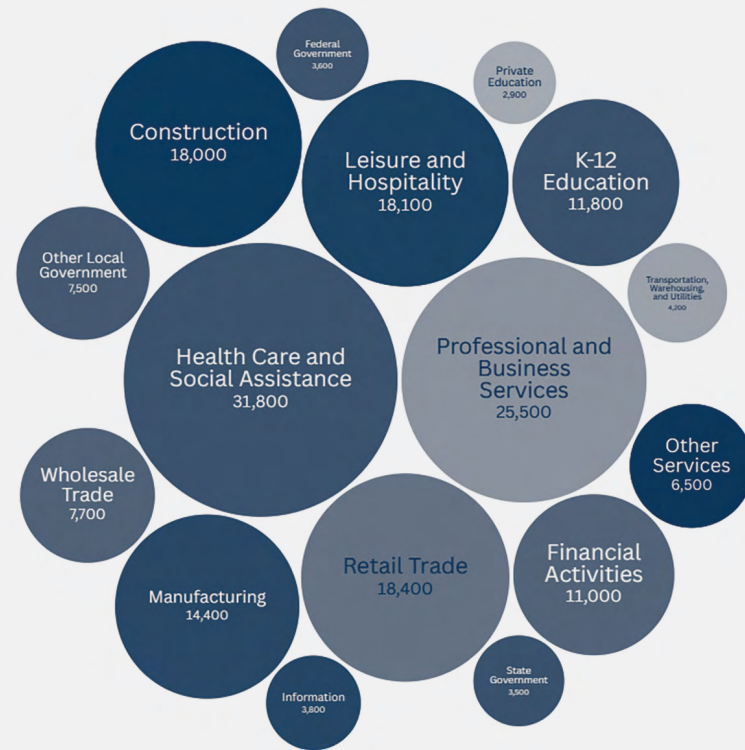 Federal
Government
3,600
Private
Education
2,900
Construction
18,000
Leisure and
Hospitality
18,100
K-12
Education
11,800
Other Local
Government
7,500
Transportation,
Warehousing,
and Utilities
4,200
Health Care and
Social Assistance
31,800
Professional and
Business
Services
25,500
Other
Services
6,500
Wholesale
Trade
7,700
Manufacturing
14,400
Retail Trade
18,400
Financial
Activities
11,000
Information
3,800
State
Government
3,500